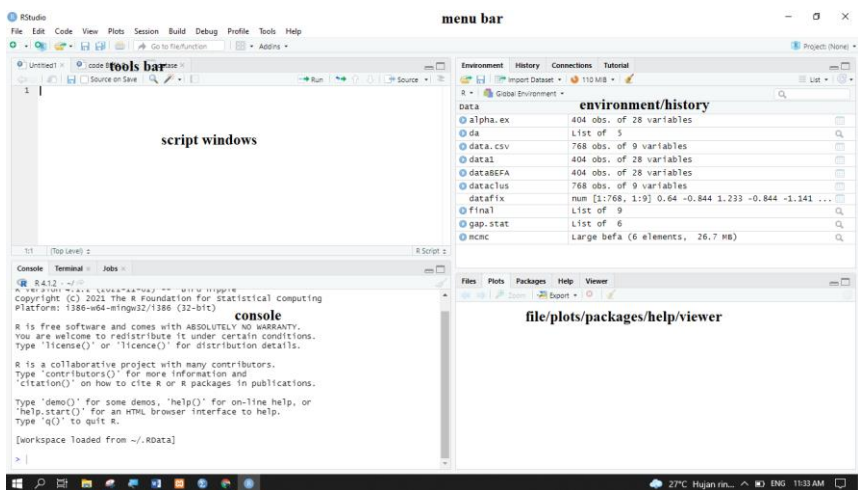 RStudio
menu bar
File Edit Code View Plots Session Build Debug Profile Tools Help
Go to file/function
Addins
Project: (None)
Untitled1
code
tools bar
Source on Save
Run
Source
1
script windows
1:1
(Top Level)
R Script
Console Terminal Jobs
R 4.1.2 · ~/
Copyright (C) 2021 The R Foundation for Statistical Computing
Platform: i386-w64-mingw32/i386 (32-bit)
console
R is free software and comes with ABSOLUTELY NO WARRANTY.
You are welcome to redistribute it under certain conditions.
Type 'license()' or 'licence()' for distribution details.
R is a collaborative project with many contributors.
Type 'contributors()' for more information and
'citation()' on how to cite R or R packages in publications.
Type 'demo()' for some demos, 'help()' for on-line help, or
'help.start()' for an HTML browser interface to help.
Type 'q()' to quit R.
[Workspace loaded from ~/.RData]
>
Environment History Connections Tutorial
Import Dataset
110 MiB
List
R
Global Environment
environment/history
Data
alpha.ex 404 obs. of 28 variables
da List of 5
data.csv 768 obs. of 9 variables
data1 404 obs. of 28 variables
dataBEFA 404 obs. of 28 variables
dataclus 768 obs. of 9 variables
datafix num [1:768, 1:9] 0.64 -0.844 1.233 -0.844 -1.141 ...
final List of 9
gap.stat List of 6
mcmc Large befa (6 elements, 26.7 MB)
Files Plots Packages Help Viewer
Zoom
Export
file/plots/packages/help/viewer
27°C Hujan rin...
ENG
11:33 AM